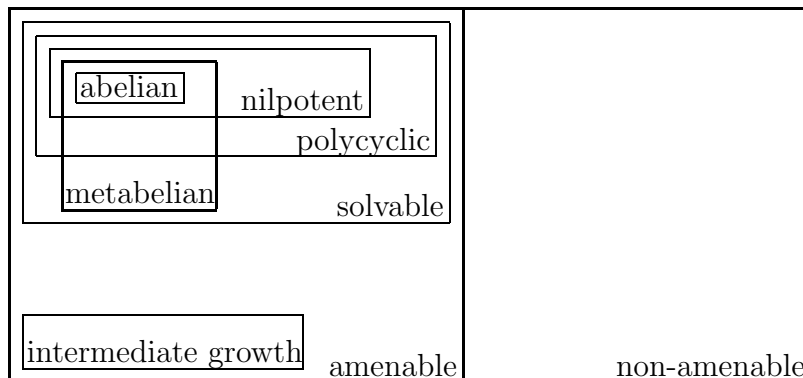 abelian
nilpotent
polycyclic
metabelian
solvable
intermediate growth
amenable
non-amenable